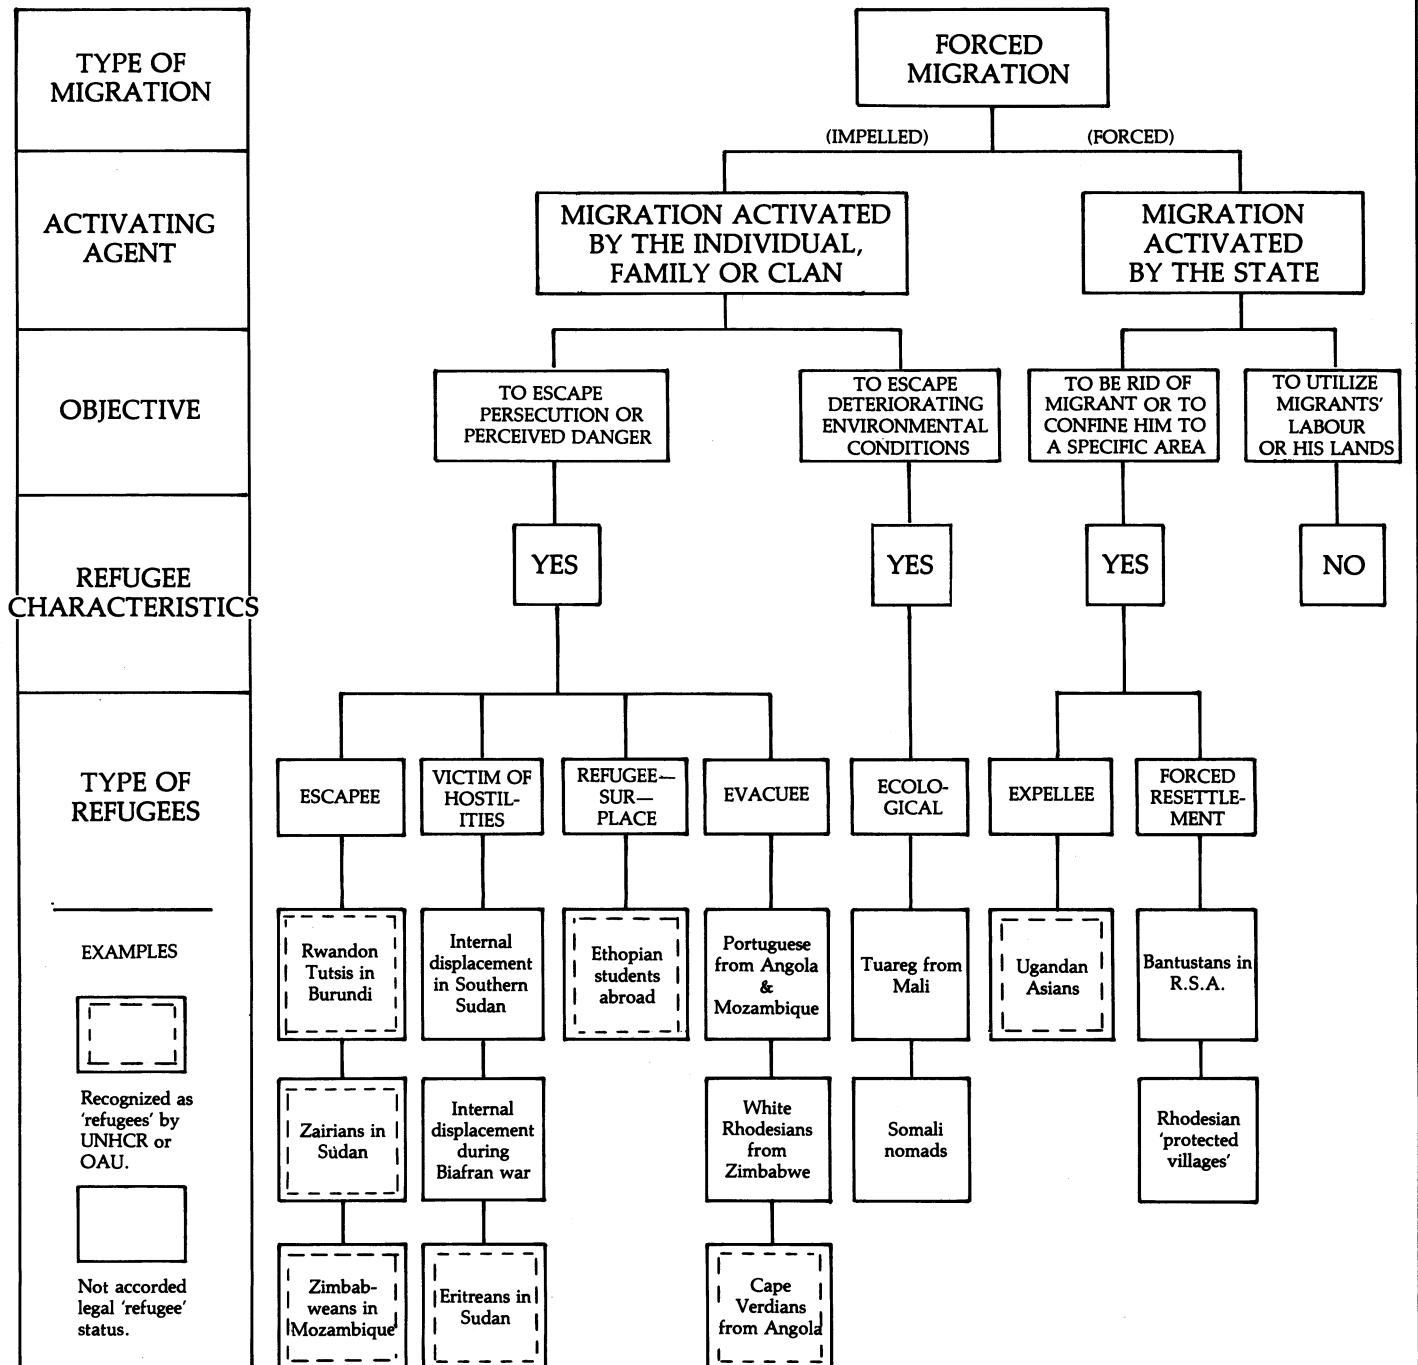 TYPE OF
MIGRATION
FORCED
MIGRATION
(IMPELLED)
(FORCED)
ACTIVATING
AGENT
MIGRATION ACTIVATED
BY THE INDIVIDUAL,
FAMILY OR CLAN
MIGRATION
ACTIVATED
BY THE STATE
OBJECTIVE
TO ESCAPE
PERSECUTION OR
PERCEIVED DANGER
TO ESCAPE
DETERIORATING
ENVIRONMENTAL
CONDITIONS
TO BE RID OF
MIGRANT OR TO
CONFINE HIM TO
A SPECIFIC AREA
TO UTILIZE
MIGRANTS'
LABOUR
OR HIS LANDS
REFUGEE
CHARACTERISTICS
YES
YES
YES
NO
TYPE OF
REFUGEES
ESCAPEE
VICTIM OF
HOSTIL-
ITIES
REFUGEE—
SUR—
PLACE
EVACUEE
ECOLO-
GICAL
EXPELLEE
FORCED
RESETTLE-
MENT
EXAMPLES
Recognized as
'refugees' by
UNHCR or
OAU.
Not accorded
legal 'refugee'
status.
Rwandon
Tutsis in
Burundi
Internal
displacement
in Southern
Sudan
Ethopian
students
abroad
Portuguese
from Angola
&
Mozambique
Tuareg from
Mali
Ugandan
Asians
Bantustans in
R.S.A.
Zairians in
Sudan
Internal
displacement
during
Biafran war
White
Rhodesians
from
Zimbabwe
Somali
nomads
Rhodesian
'protected
villages'
Zimbab-
weans in
Mozambique
Eritreans in
Sudan
Cape
Verdians
from Angola